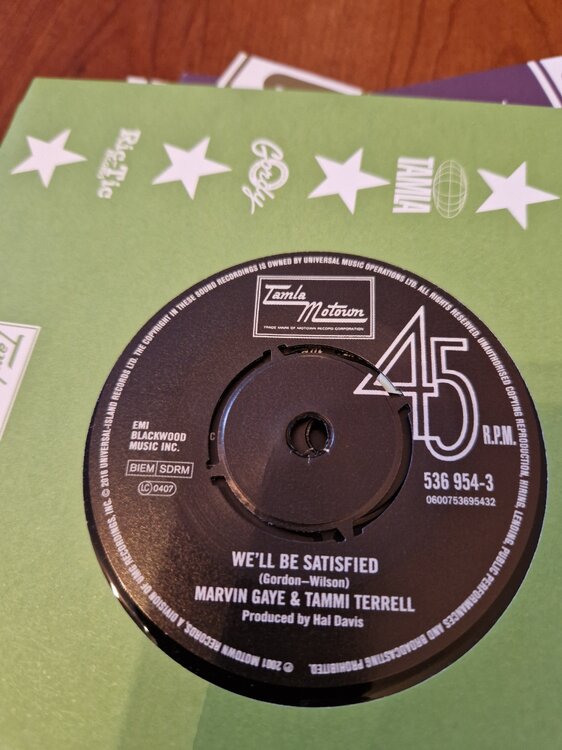 Ric-Tic
Gordy
TAMLA
Tamla
Tamla Motown
TRADE MARK OF MOTOWN RECORD CORPORATION
45
R.P.M.
EMI
BLACKWOOD
MUSIC INC.
BIEM SDRM
LC 0407
536 954-3
0600753695432
WE'LL BE SATISFIED
(Gordon–Wilson)
MARVIN GAYE & TAMMI TERRELL
Produced by Hal Davis
℗ 2001 MOTOWN RECORDS, A DIVISION OF UMG RECORDINGS, INC. © 2016 UNIVERSAL-ISLAND RECORDS LTD. THE COPYRIGHT IN THESE SOUND RECORDINGS IS OWNED BY UNIVERSAL MUSIC OPERATIONS LTD. ALL RIGHTS RESERVED. UNAUTHORISED COPYING REPRODUCTION, HIRING, LENDING, PUBLIC PERFORMANCES AND BROADCASTING PROHIBITED.